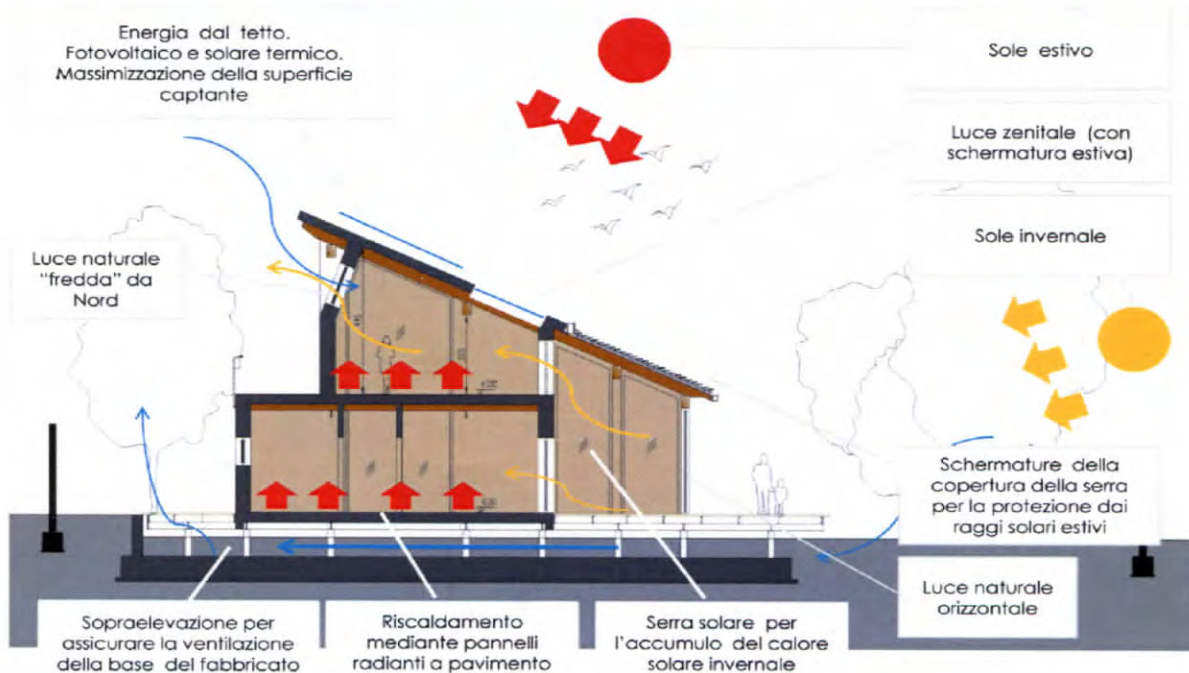 Energia dal tetto.
Fotovoltaico e solare termico.
Massimizzazione della superficie
captante
Sole estivo
Luce zenitale (con
schermatura estiva)
Sole invernale
Luce naturale
"fredda" da
Nord
Schermature della
copertura della serra
per la protezione dai
raggi solari estivi
Luce naturale
orizzontale
Sopraelevazione per
assicurare la ventilazione
della base del fabbricato
Riscaldamento
mediante pannelli
radianti a pavimento
Serra solare per
l'accumulo del calore
solare invernale